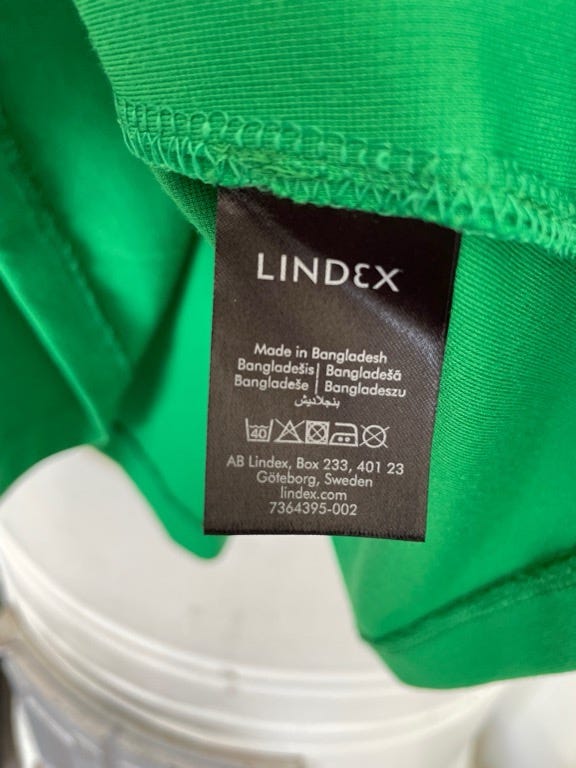 LINDEX
Made in Bangladesh
Bangladešis | Bangladešā
Bangladeše | Bangladeszu
بنجلاديش
40
AB Lindex, Box 233, 401 23
Göteborg, Sweden
lindex.com
7364395-002